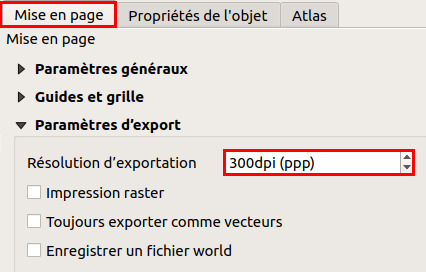 Mise en page Propriétés de l'objet Atlas
Mise en page
Paramètres généraux
Guides et grille
Paramètres d'export
Résolution d'exportation 300dpi (ppp)
Impression raster
Toujours exporter comme vecteurs
Enregistrer un fichier world